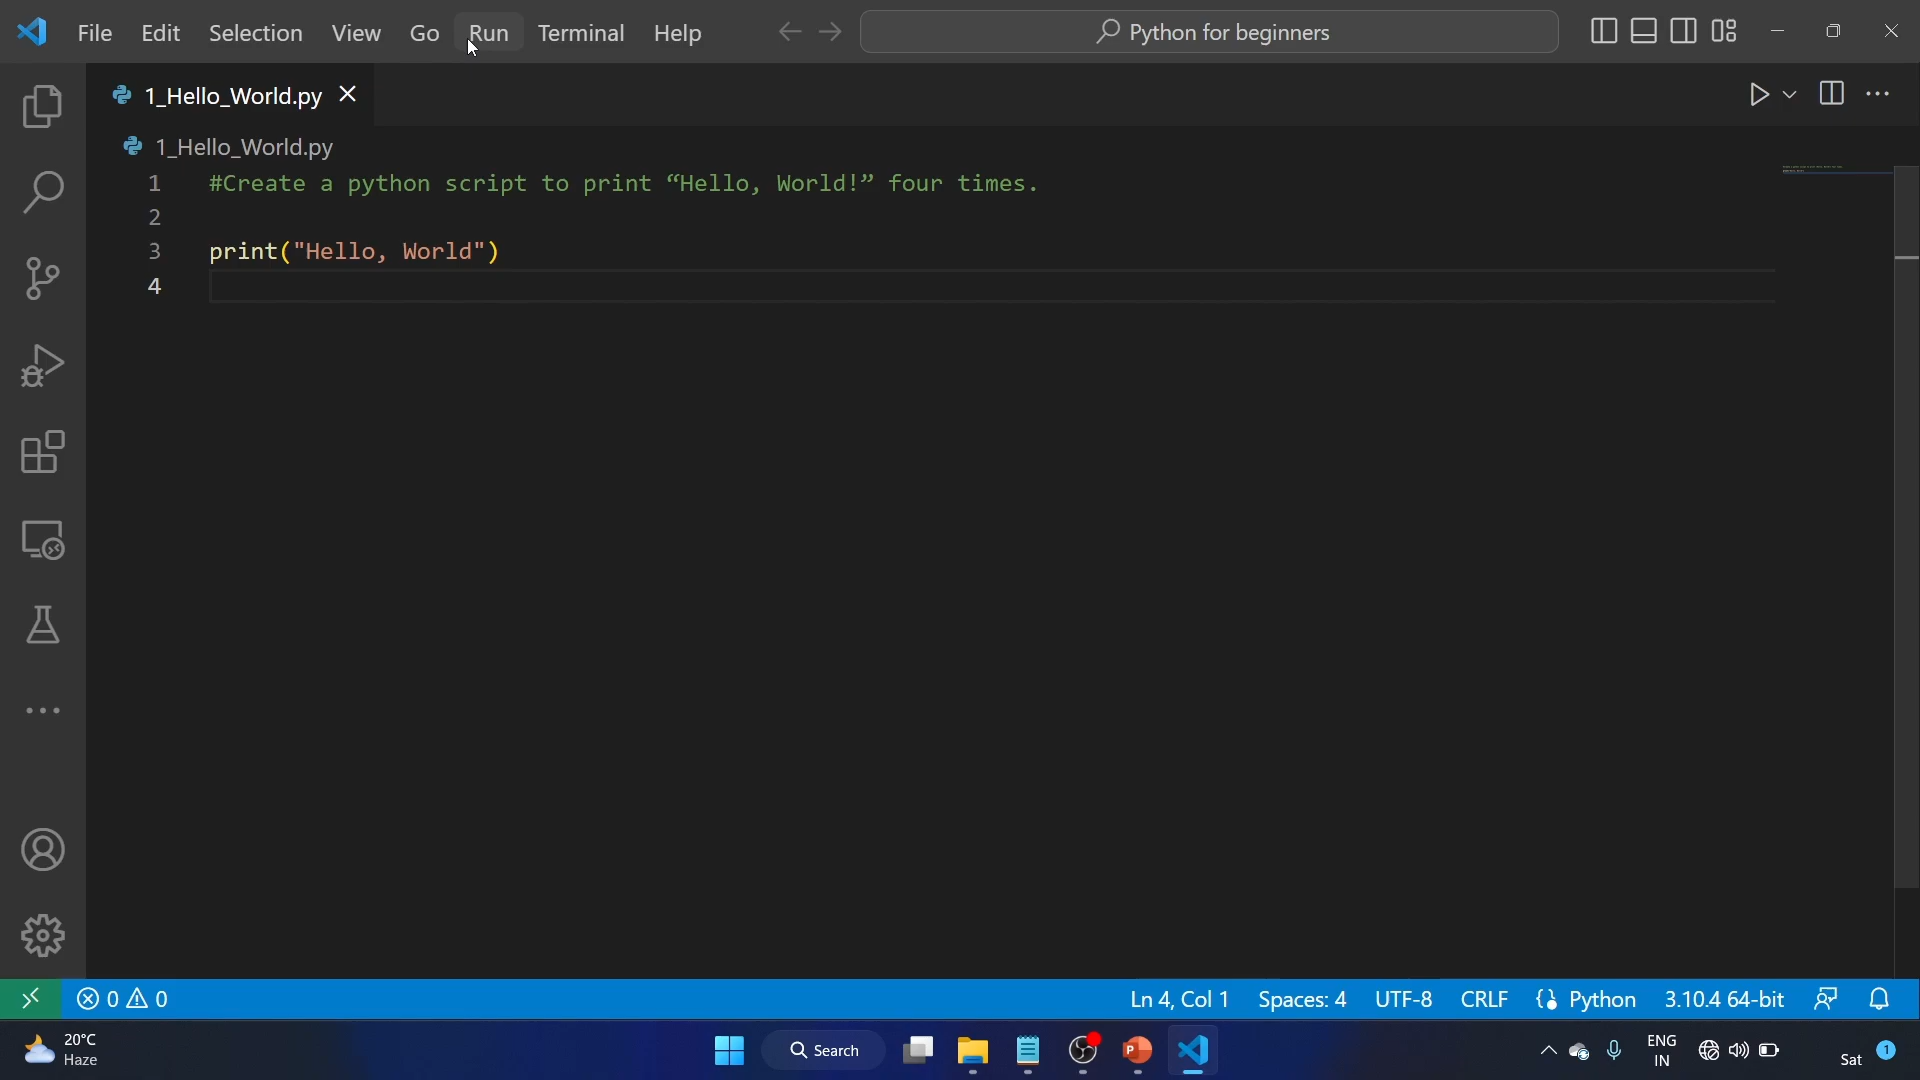 File Edit Selection View Go Run Terminal Help Python for beginners
1_Hello_World.py
1_Hello_World.py
1 #Create a python script to print “Hello, World!” four times.
2
3 print("Hello, World")
4
0 0 Ln 4, Col 1 Spaces: 4 UTF-8 CRLF Python 3.10.4 64-bit
20°C
Haze
Search
P
ENG
IN
Sat
1